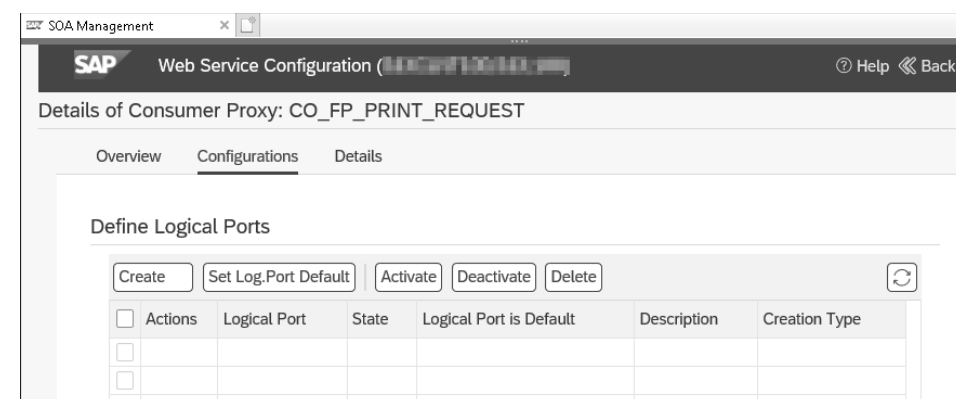 SAP SOA Management
SAP Web Service Configuration ( Help Back
Details of Consumer Proxy: CO_FP_PRINT_REQUEST
Overview Configurations Details
Define Logical Ports
Create Set Log.Port Default Activate Deactivate Delete
Actions Logical Port State Logical Port is Default Description Creation Type